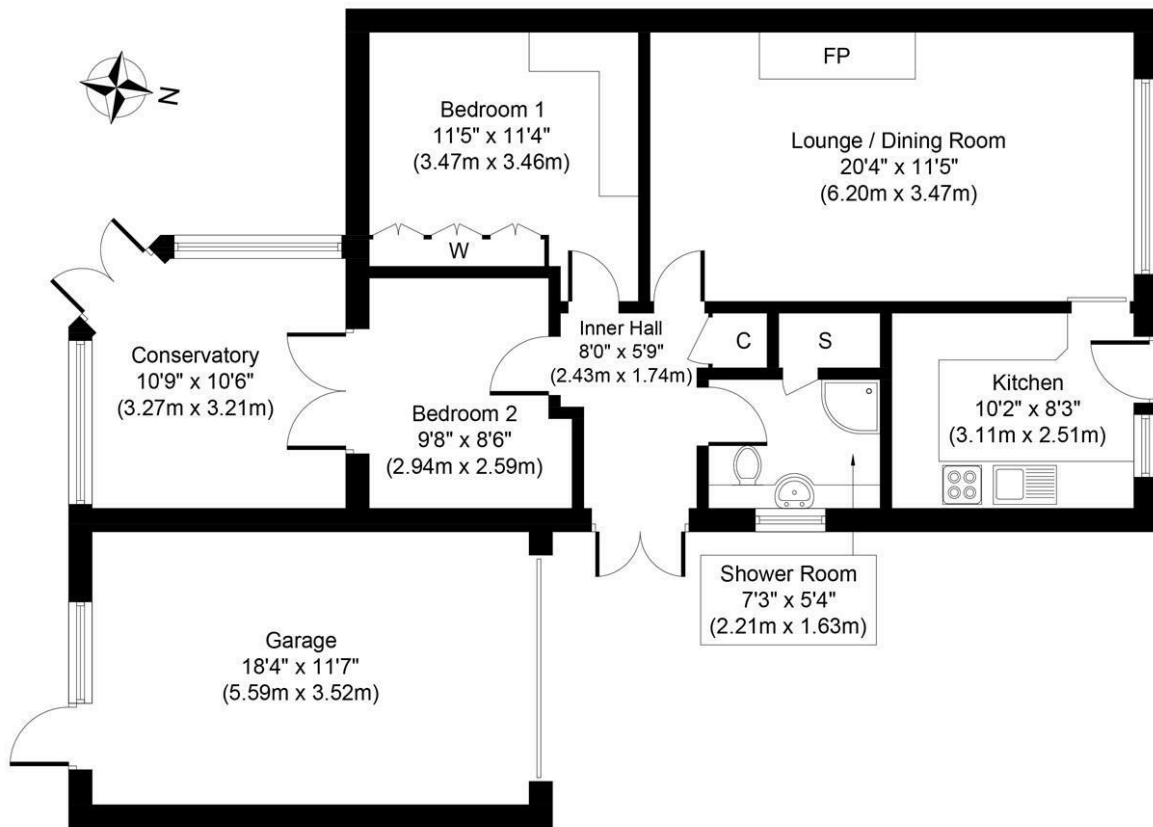 N
Bedroom 1
11'5" x 11'4"
(3.47m x 3.46m)
W
FP
Lounge / Dining Room
20'4" x 11'5"
(6.20m x 3.47m)
Conservatory
10'9" x 10'6"
(3.27m x 3.21m)
Bedroom 2
9'8" x 8'6"
(2.94m x 2.59m)
Inner Hall
8'0" x 5'9"
(2.43m x 1.74m)
C
S
Kitchen
10'2" x 8'3"
(3.11m x 2.51m)
Shower Room
7'3" x 5'4"
(2.21m x 1.63m)
Garage
18'4" x 11'7"
(5.59m x 3.52m)